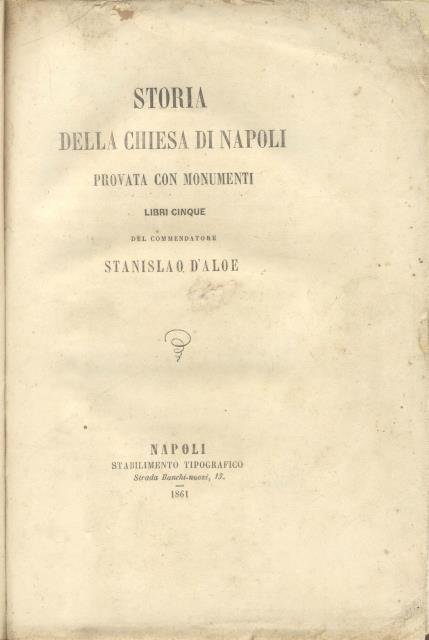 STORIA
DELLA CHIESA DI NAPOLI
PROVATA CON MONUMENTI
LIBRI CINQUE
DEL COMMENDATORE
STANISLAO D'ALOE
NAPOLI
STABILIMENTO TIPOGRAFICO
Strada Banchi-nuovi, 13.
1861